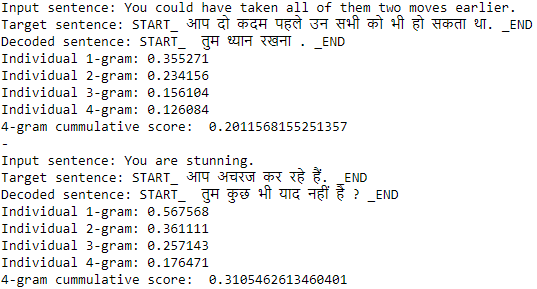 Input sentence: You could have taken all of them two moves earlier.
Target sentence: START_ आप दो कदम पहले उन सभी को भी हो सकता था. _END
Decoded sentence: START_  तुम ध्यान रखना . _END
Individual 1-gram: 0.355271
Individual 2-gram: 0.234156
Individual 3-gram: 0.156104
Individual 4-gram: 0.126084
4-gram cummulative score:  0.2011568155251357
-
Input sentence: You are stunning.
Target sentence: START_ आप अचरज कर रहे हैं. _END
Decoded sentence: START_  तुम कुछ भी याद नहीं हैं ? _END
Individual 1-gram: 0.567568
Individual 2-gram: 0.361111
Individual 3-gram: 0.257143
Individual 4-gram: 0.176471
4-gram cummulative score:  0.3105462613460401